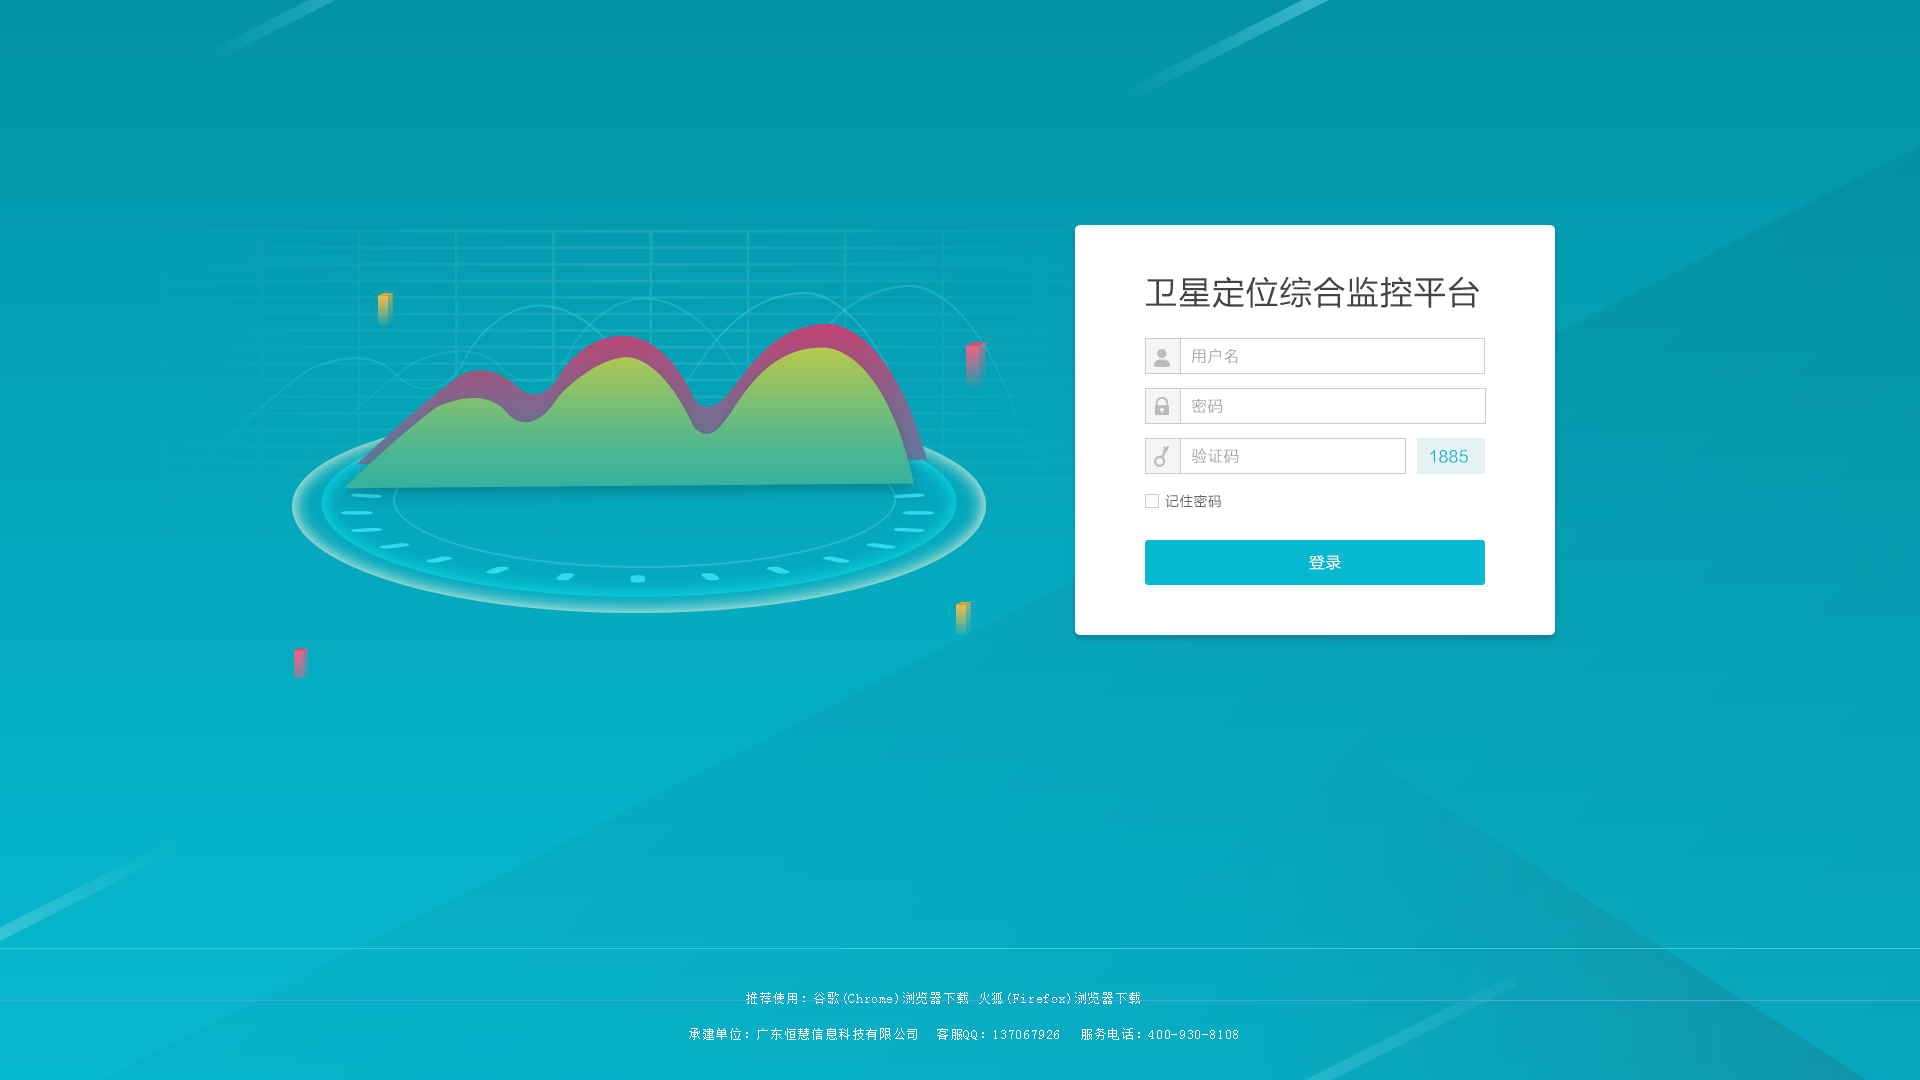 卫星定位综合监控平台
用户名
密码
验证码
1885
记住密码
登录
推荐使用：谷歌(Chrome)浏览器下载 火狐(Firefox)浏览器下载
承建单位：广东恒慧信息科技有限公司 客服QQ：137067926 服务电话：400-930-8108